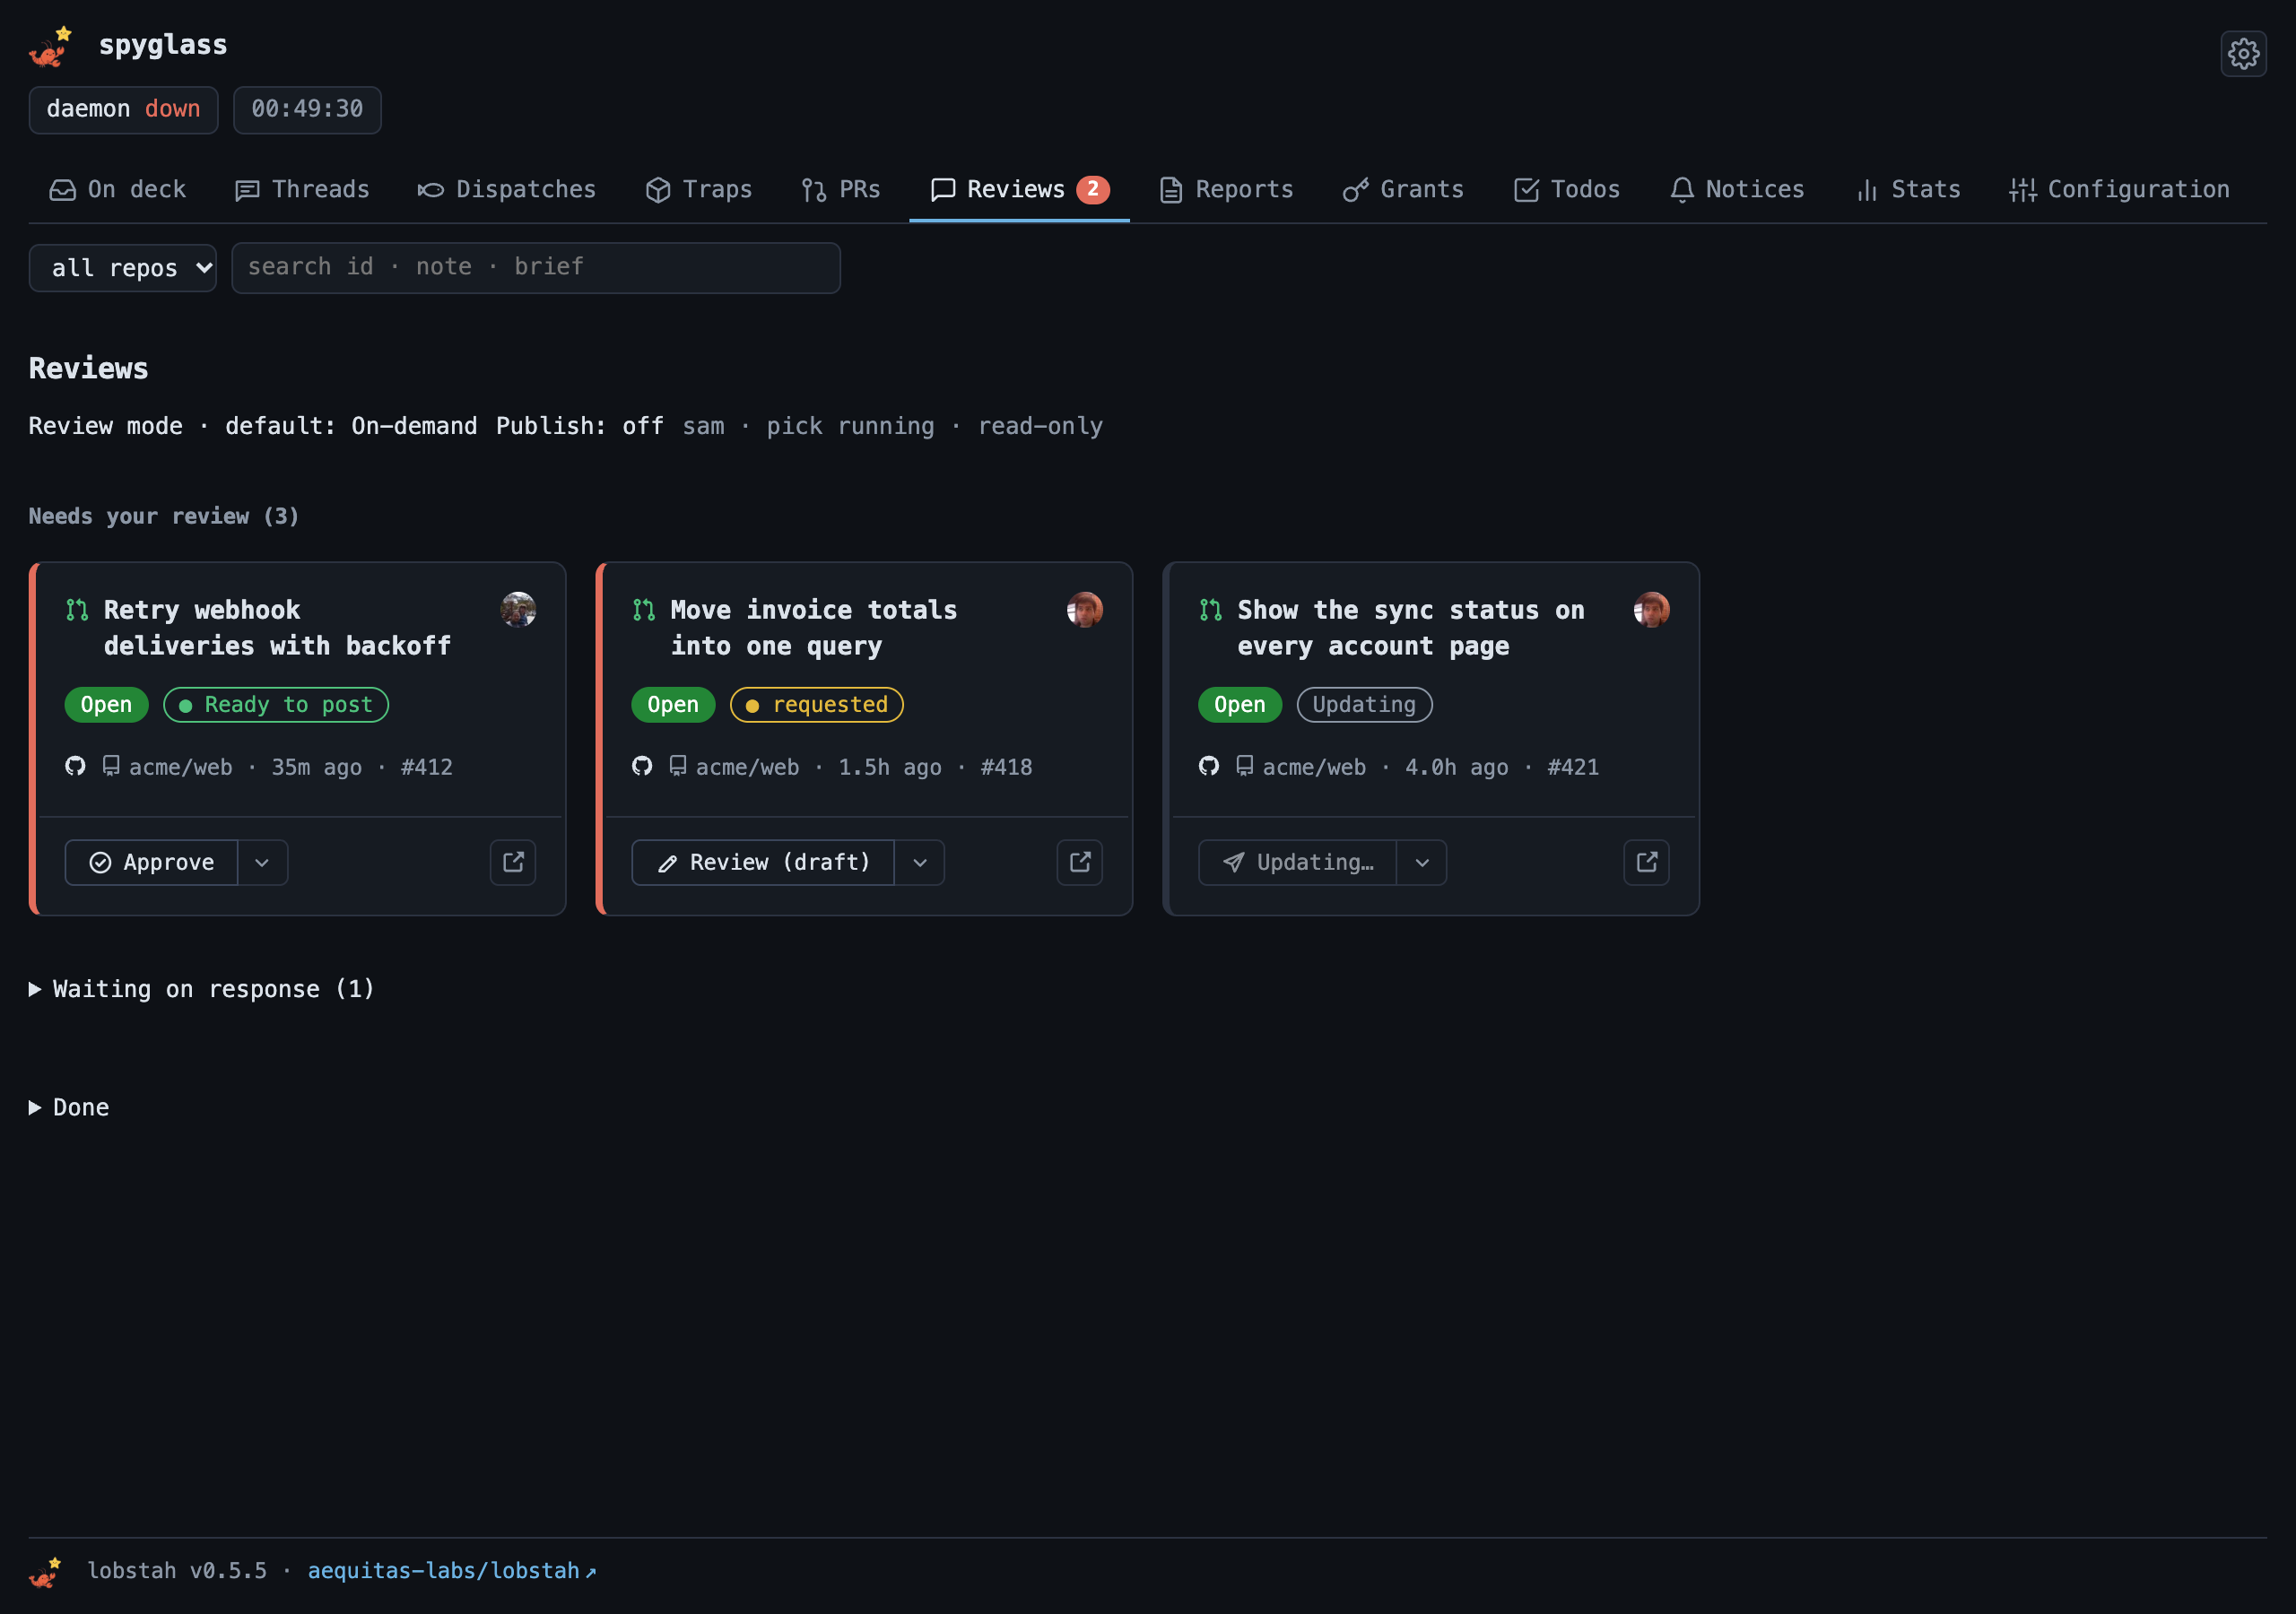 spyglass
daemon down
00:49:30
On deck
Threads
Dispatches
Traps
PRs
Reviews 2
Reports
Grants
Todos
Notices
Stats
Configuration
all repos
search id · note · brief
Reviews
Review mode · default: On-demand Publish: off sam · pick running · read-only
Needs your review (3)
Retry webhook
deliveries with backoff
Open
Ready to post
acme/web · 35m ago · #412
Approve
Move invoice totals
into one query
Open
requested
acme/web · 1.5h ago · #418
Review (draft)
Show the sync status on
every account page
Open
Updating
acme/web · 4.0h ago · #421
Updating…
Waiting on response (1)
Done
lobstah v0.5.5 · aequitas-labs/lobstah↗